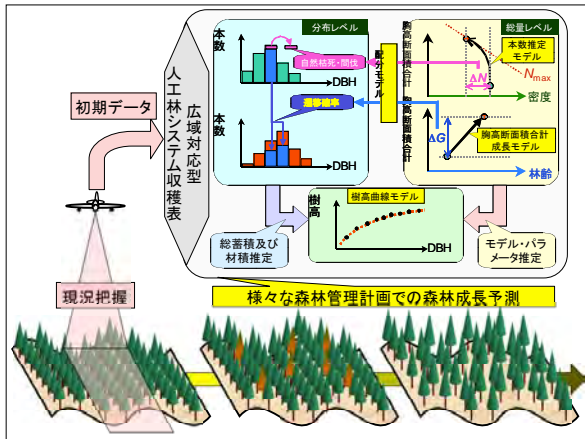 分布レベル
総量レベル
本数
DBH
自然枯死・間伐
遷移確率
本数
DBH
配分モデル
胸高断面積合計
本数推定
モデル
Nmax
ΔN
密度
胸高断面積合計
ΔG
胸高断面積合計
成長モデル
林齢
樹高曲線モデル
樹高
DBH
総蓄積及び
材積推定
モデル・パラ
メータ推定
広域対応型
人工林システム収穫表
初期データ
現況把握
様々な森林管理計画での森林成長予測